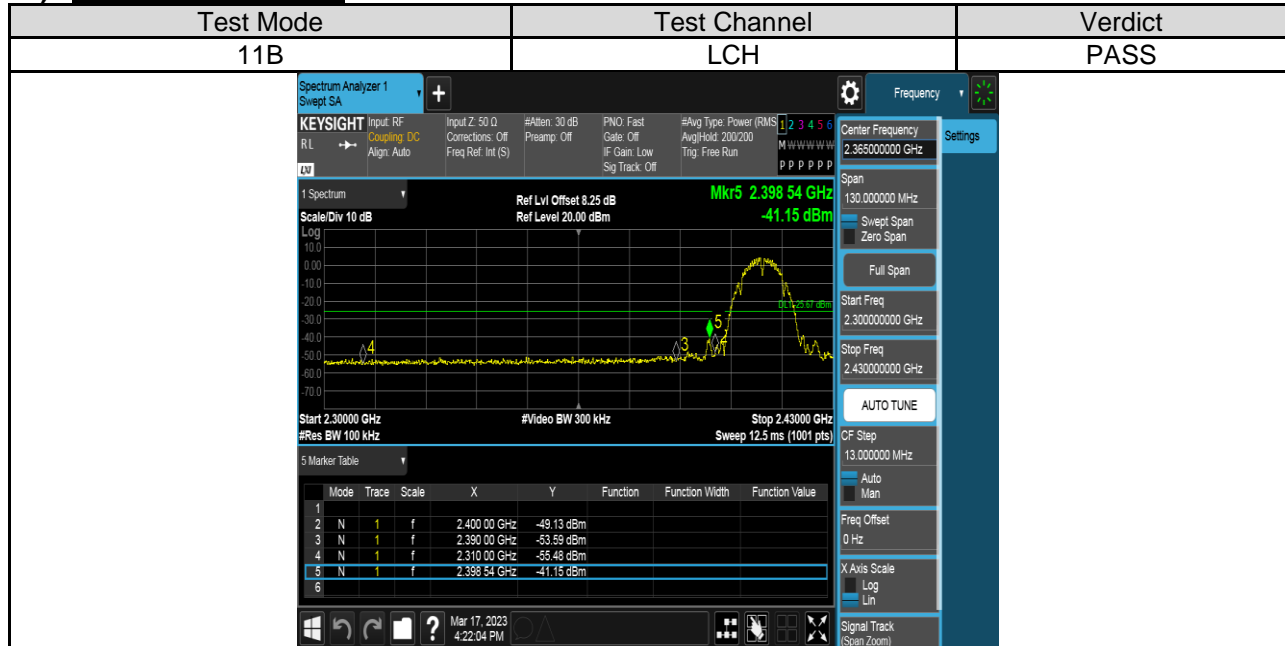 Test Mode Test Channel Verdict
11B LCH PASS
Spectrum Analyzer 1
Swept SA
+
Frequency
KEYSIGHT
RL
LXI
Input: RF
Coupling: DC
Align: Auto
Input Z: 50 Ω
Corrections: Off
Freq Ref: Int (S)
#Atten: 30 dB
Preamp: Off
PNO: Fast
Gate: Off
IF Gain: Low
Sig Track: Off
#Avg Type: Power (RMS
Avg|Hold: 200/200
Trig: Free Run
1 2 3 4 5 6
M W W W W W
P P P P P P
1 Spectrum
Scale/Div 10 dB
Ref Lvl Offset 8.25 dB
Ref Level 20.00 dBm
Mkr5 2.398 54 GHz
-41.15 dBm
Log
10.0
0.00
-10.0
-20.0
-30.0
-40.0
-50.0
-60.0
-70.0
DL1 -25.67 dBm
4
3
5
Start 2.30000 GHz #Video BW 300 kHz Stop 2.43000 GHz
#Res BW 100 kHz Sweep 12.5 ms (1001 pts)
5 Marker Table
Mode Trace Scale X Y Function Function Width Function Value
1
2 N 1 f 2.400 00 GHz -49.13 dBm
3 N 1 f 2.390 00 GHz -53.59 dBm
4 N 1 f 2.310 00 GHz -55.48 dBm
5 N 1 f 2.398 54 GHz -41.15 dBm
6
? Mar 17, 2023
4:22:04 PM
Center Frequency
2.365000000 GHz
Settings
Span
130.000000 MHz
Swept Span
Zero Span
Full Span
Start Freq
2.300000000 GHz
Stop Freq
2.430000000 GHz
AUTO TUNE
CF Step
13.000000 MHz
Auto
Man
Freq Offset
0 Hz
X Axis Scale
Log
Lin
Signal Track
(Span Zoom)